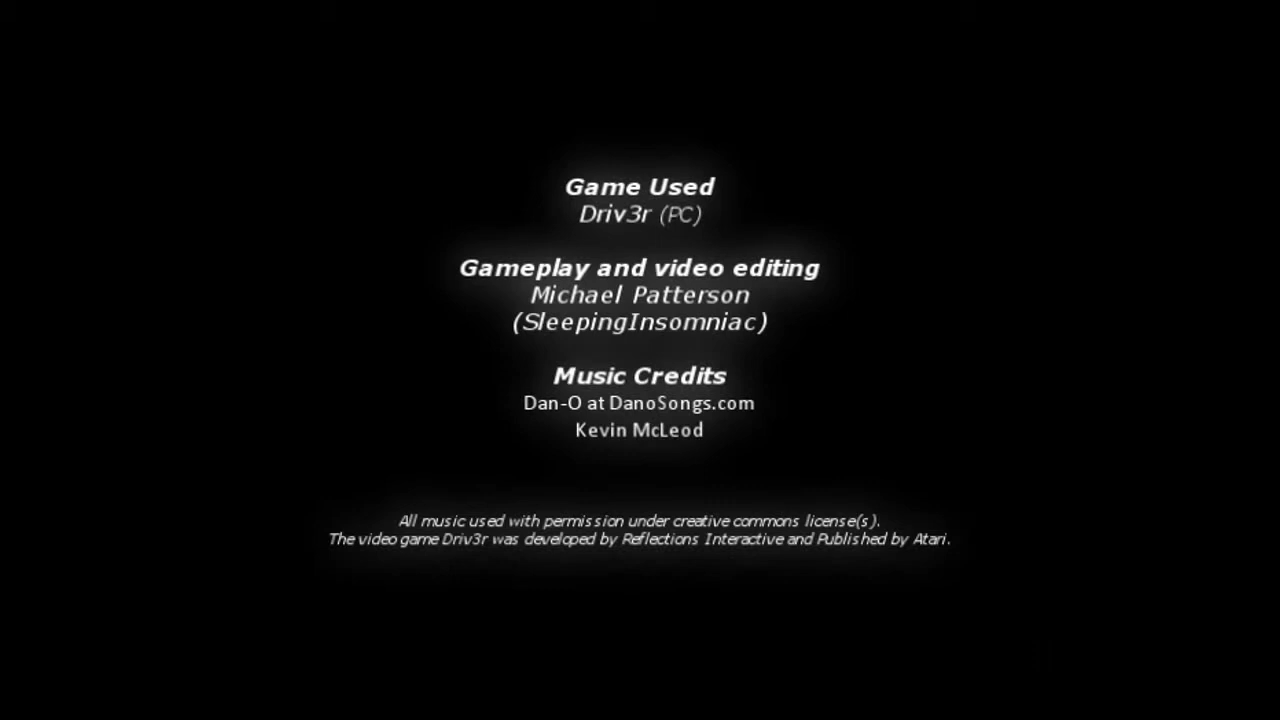 Game Used
Driv3r (PC)
Gameplay and video editing
Michael Patterson
(SleepingInsomniac)
Music Credits
Dan-O at DanoSongs.com
Kevin McLeod
All music used with permission under creative commons license(s).
The video game Driv3r was developed by Reflections Interactive and Published by Atari.